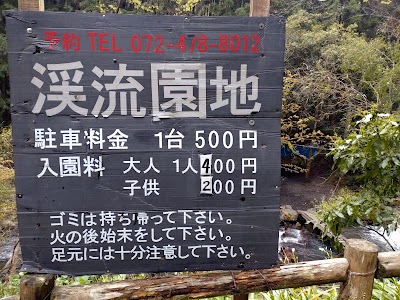 予約 TEL 072-478-8012
渓流園地
駐車料金 1台 500円
入園料 大人 1人 400円
子供 200円
ゴミは持ち帰って下さい。
火の後始末をして下さい。
足元には十分注意して下さい。